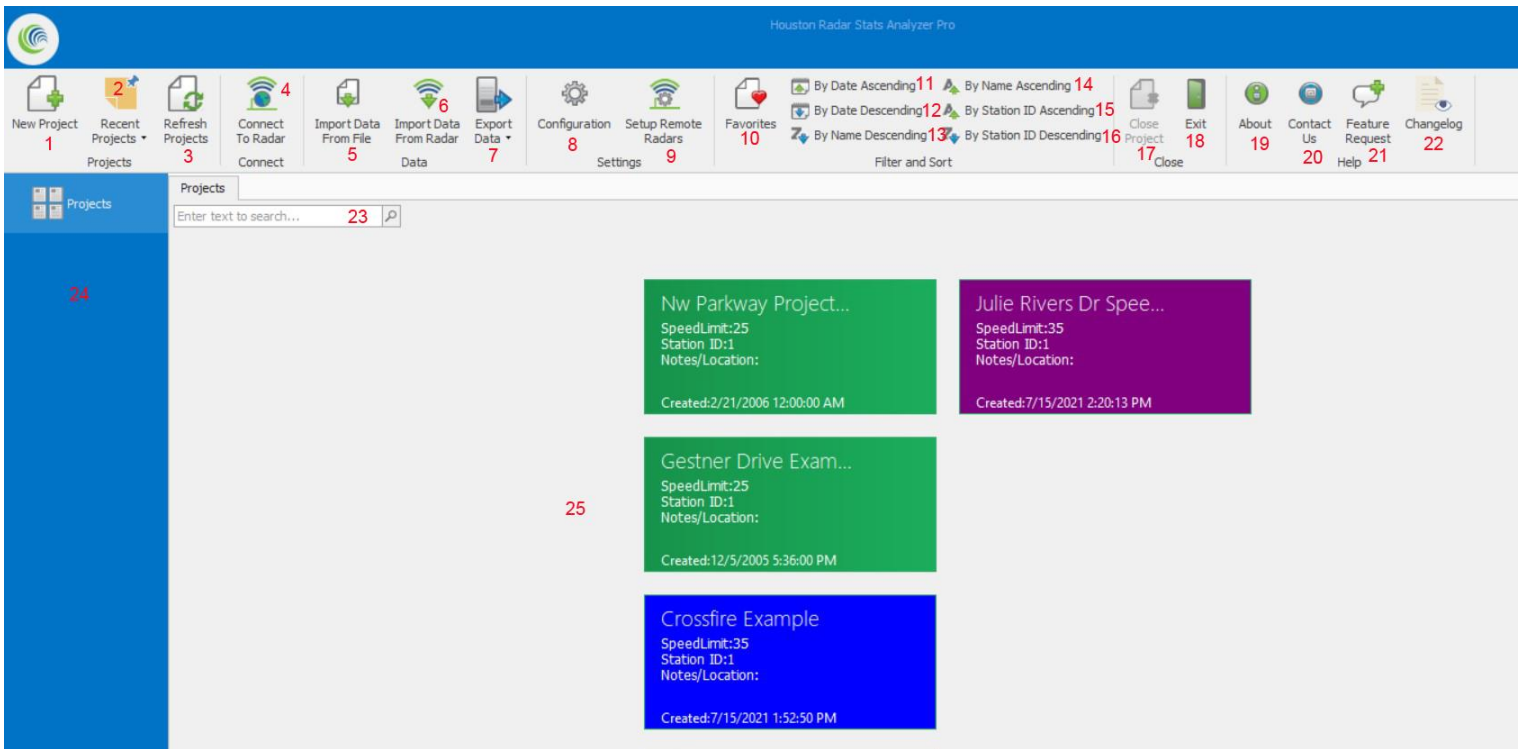 Houston Radar Stats Analyzer Pro
New Project
1
2
Recent
Projects
Refresh
Projects
3
Projects
4
Connect
To Radar
Connect
Import Data
From File
5
6
Import Data
From Radar
Export
Data
7
Data
Configuration
8
Setup Remote
Radars
9
Settings
Favorites
10
By Date Ascending 11
By Date Descending 12
By Name Descending 13
By Name Ascending 14
By Station ID Ascending 15
By Station ID Descending 16
Filter and Sort
Close
Project
17
Exit
18
Close
About
19
Contact
Us
20
Feature
Request
21
Changelog
22
Help
Projects
24
Projects
Enter text to search... 23
Nw Parkway Project...
SpeedLimit:25
Station ID:1
Notes/Location:
Created:2/21/2006 12:00:00 AM
Julie Rivers Dr Spee...
SpeedLimit:35
Station ID:1
Notes/Location:
Created:7/15/2021 2:20:13 PM
25
Gestner Drive Exam...
SpeedLimit:25
Station ID:1
Notes/Location:
Created:12/5/2005 5:36:00 PM
Crossfire Example
SpeedLimit:35
Station ID:1
Notes/Location:
Created:7/15/2021 1:52:50 PM